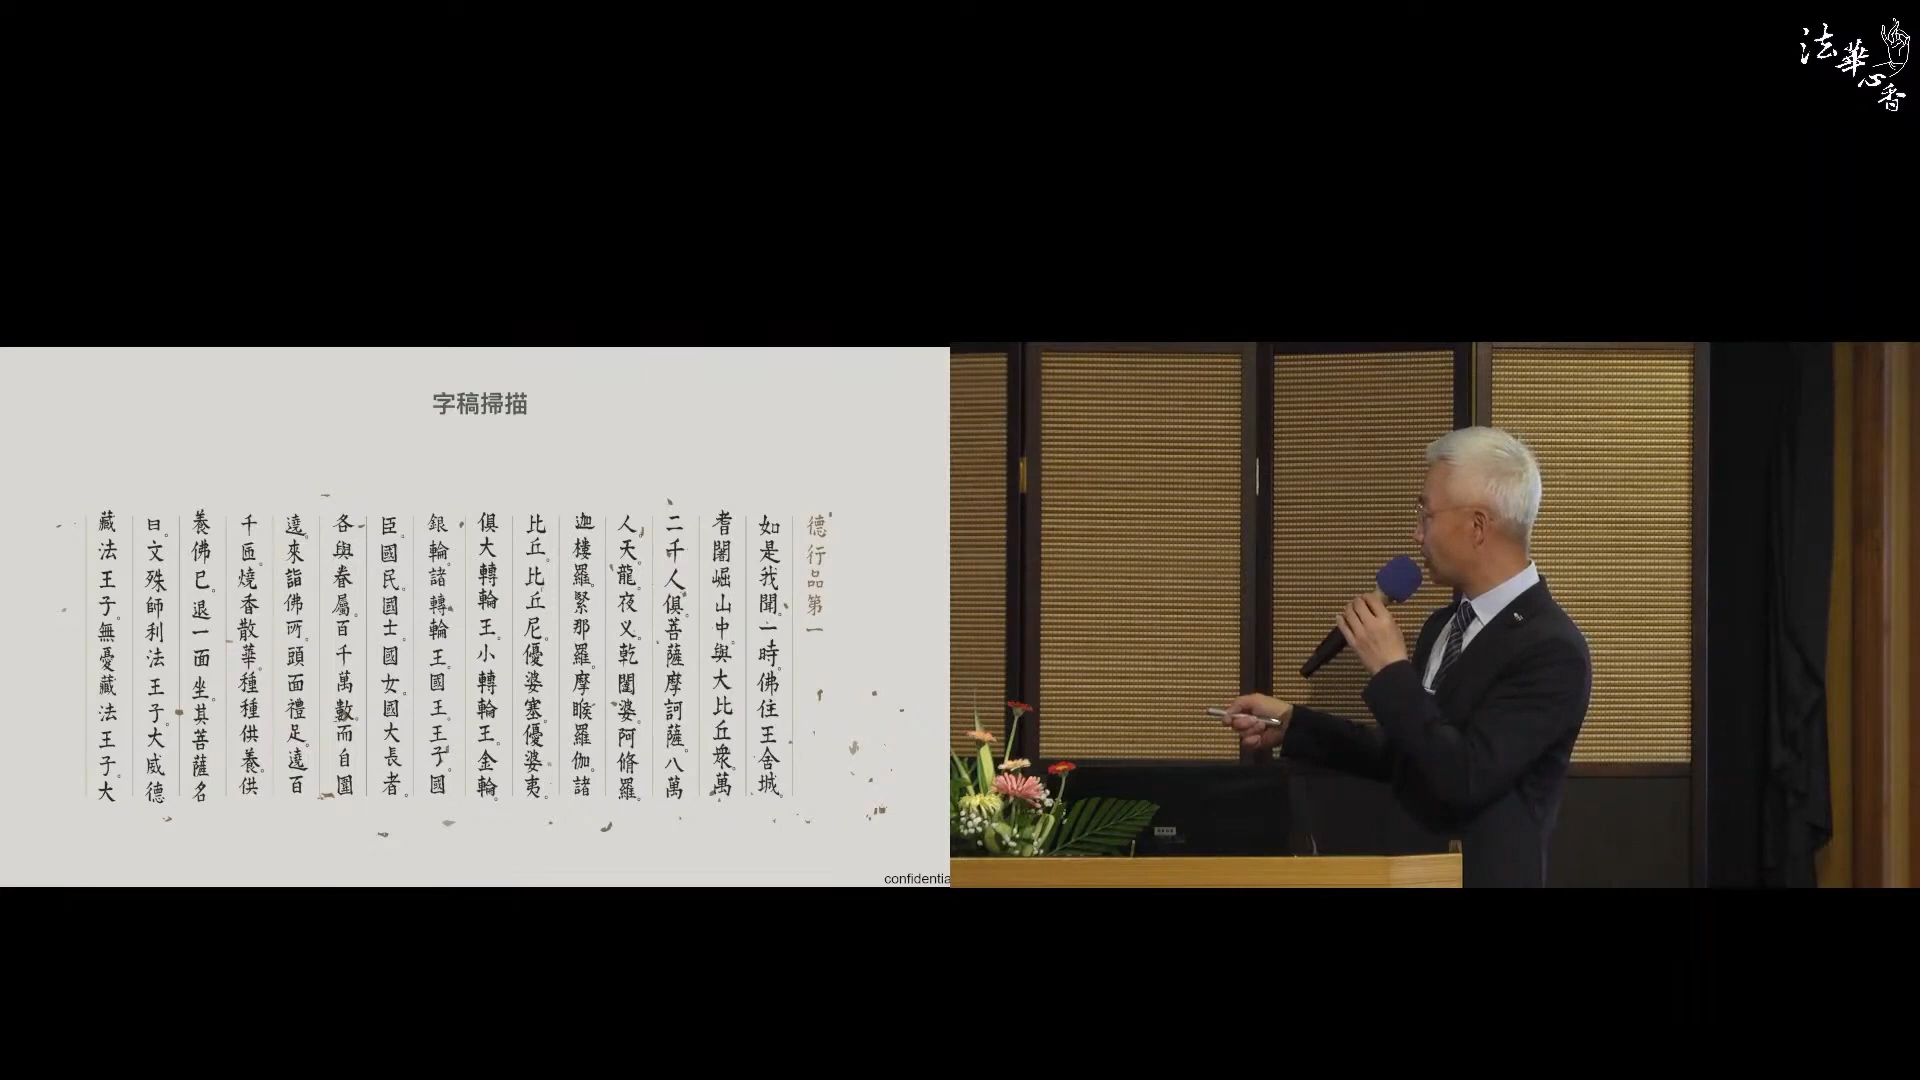 法華心香
字稿掃描
德行品第一
如是我聞。一時。佛住王舍城。
耆闍崛山中。與大比丘衆。萬
二千人俱。菩薩摩訶薩。八萬
人。天。龍。夜叉。乾闥婆。阿脩羅。
迦樓羅。緊那羅。摩睺羅伽。諸
比丘。比丘尼。優婆塞。優婆夷。
俱。大轉輪王。小轉輪王。金輪。
銀輪。諸轉輪王。國王。王子。國
臣。國民。國士。國女。國大長者。
各與眷屬。百千萬數。而自圍
遶。來詣佛所。頭面禮足。遶百
千匝。燒香散華。種種供養。供
養佛已。退一面坐。其菩薩名
曰。文殊師利法王子。大威德
藏法王子。無憂藏法王子。大
confidentia